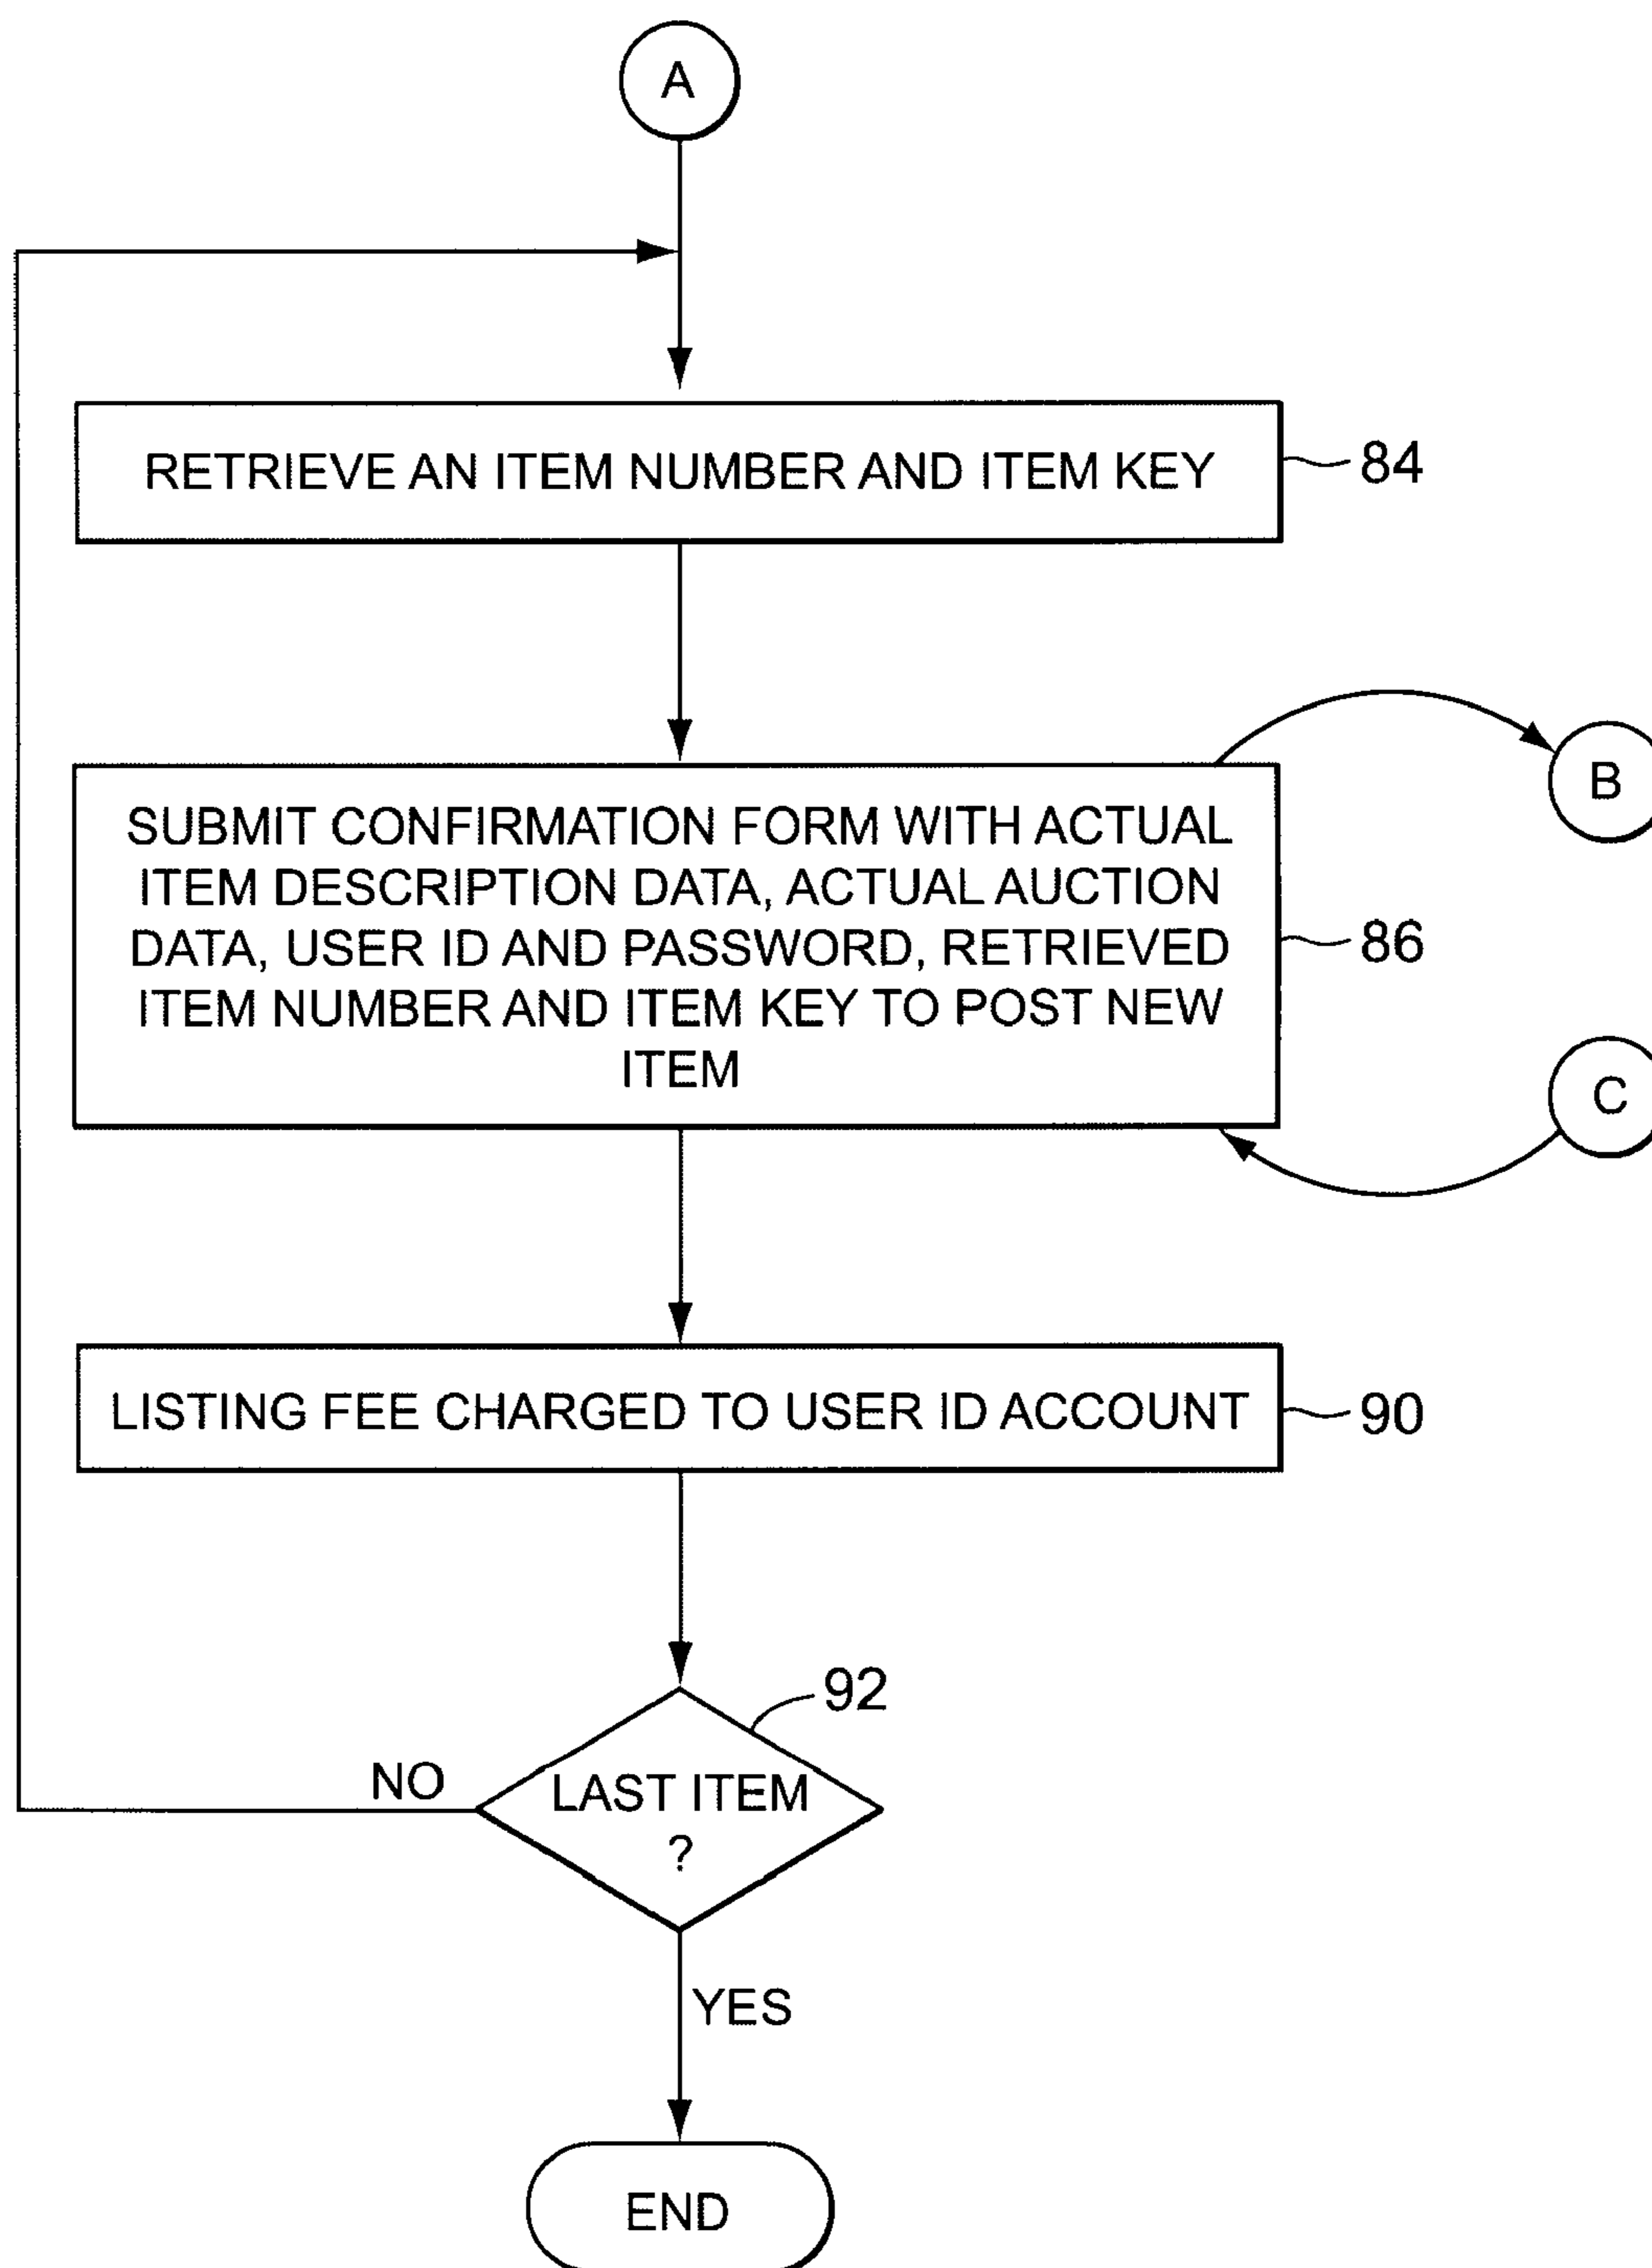 A
RETRIEVE AN ITEM NUMBER AND ITEM KEY
84
SUBMIT CONFIRMATION FORM WITH ACTUAL
ITEM DESCRIPTION DATA, ACTUAL AUCTION
DATA, USER ID AND PASSWORD, RETRIEVED
ITEM NUMBER AND ITEM KEY TO POST NEW
ITEM
86
B
C
LISTING FEE CHARGED TO USER ID ACCOUNT
90
92
LAST ITEM
?
NO
YES
END